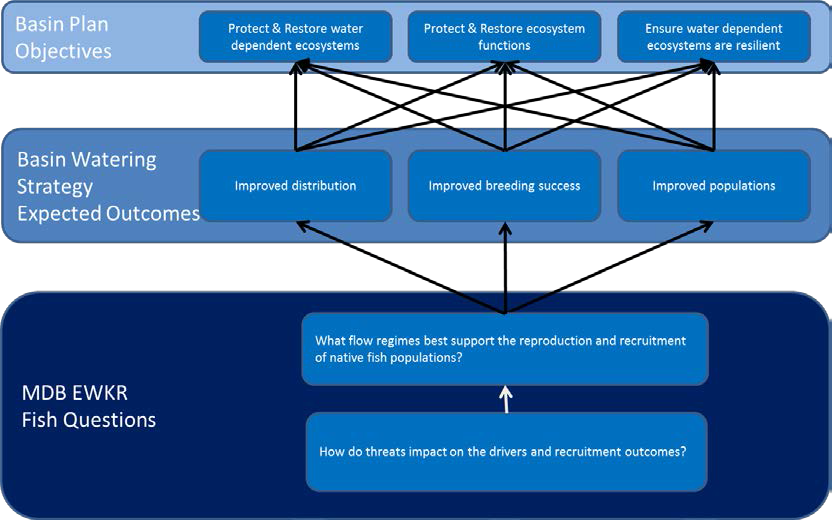 Basin Plan
Objectives
Protect & Restore water
dependent ecosystems
Protect & Restore ecosystem
functions
Ensure water dependent
ecosystems are resilient
Basin Watering
Strategy
Expected Outcomes
Improved distribution
Improved breeding success
Improved populations
MDB EWKR
Fish Questions
What flow regimes best support the reproduction and recruitment
of native fish populations?
How do threats impact on the drivers and recruitment outcomes?